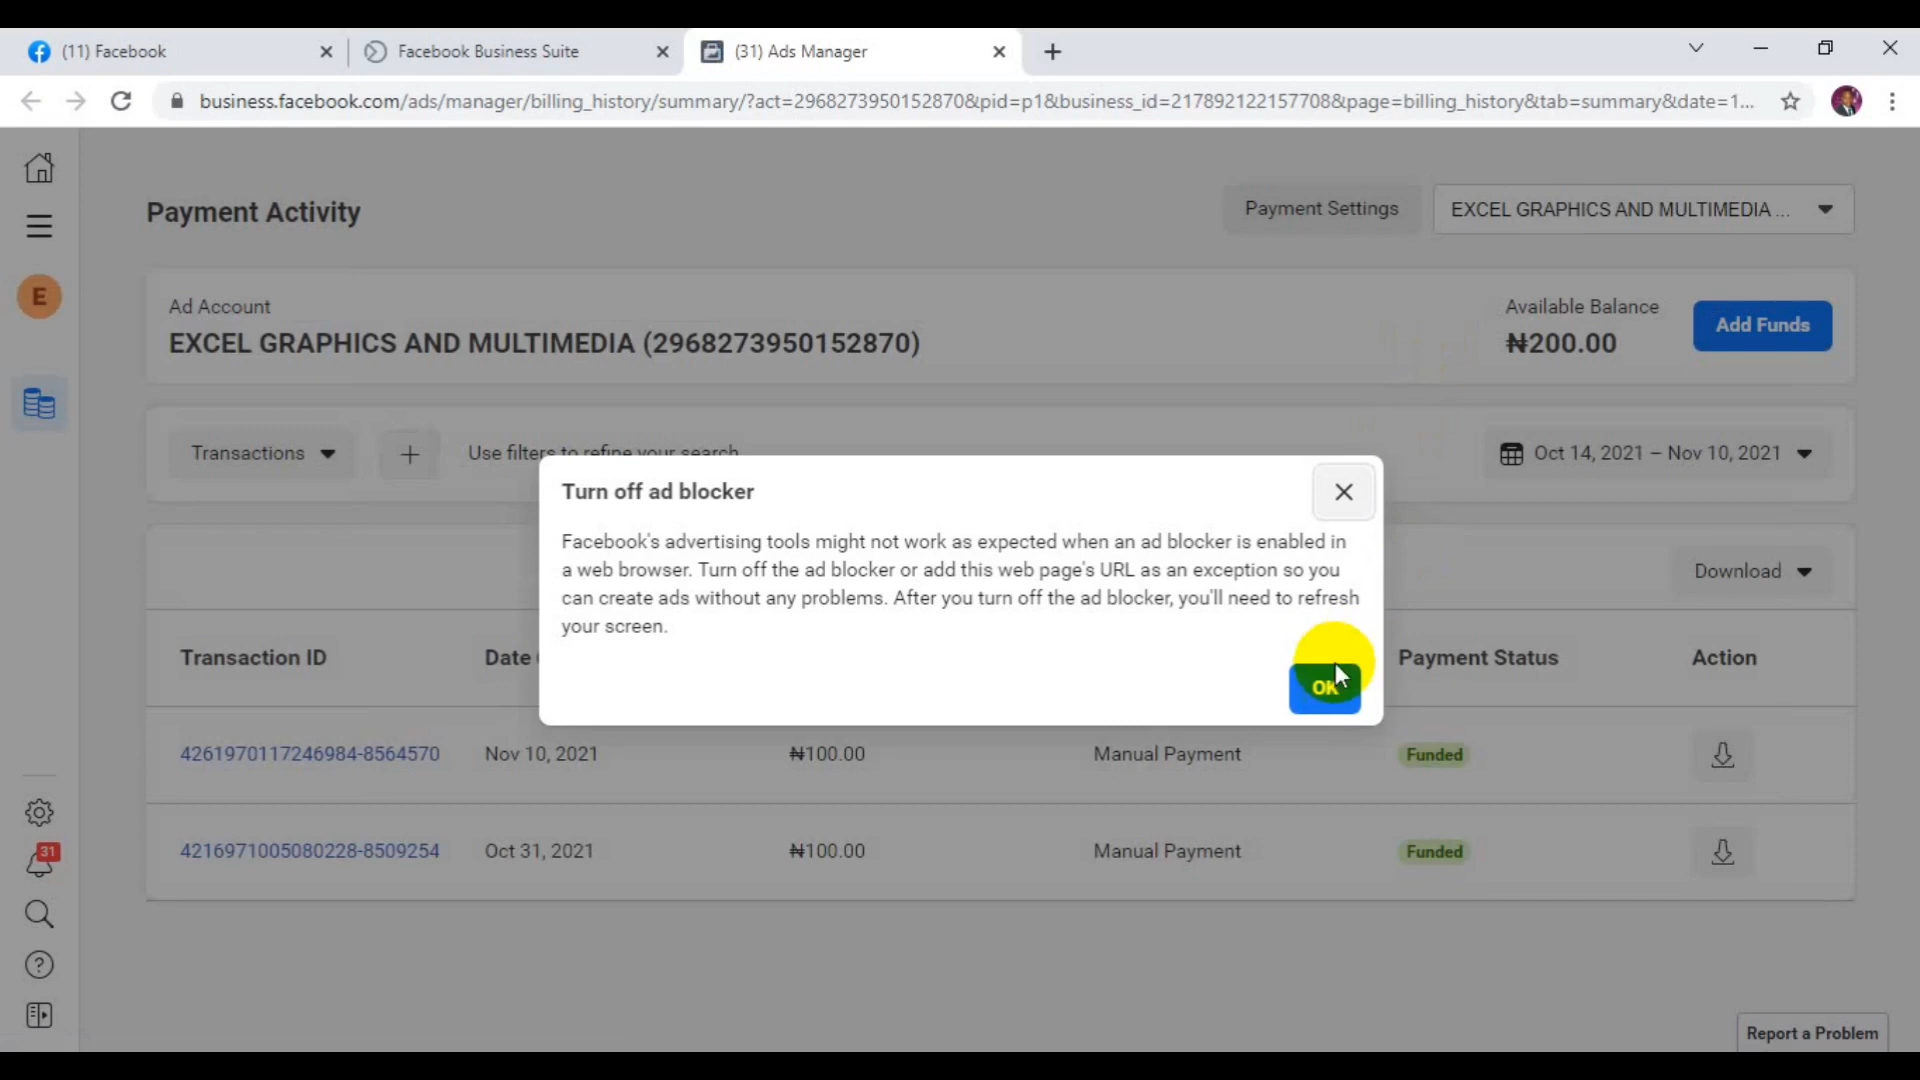 (11) Facebook
Facebook Business Suite
(31) Ads Manager
business.facebook.com/ads/manager/billing_history/summary/?act=2968273950152870&pid=p1&business_id=217892122157708&page=billing_history&tab=summary&date=1...
Payment Activity
Payment Settings
EXCEL GRAPHICS AND MULTIMEDIA ...
E
Ad Account
EXCEL GRAPHICS AND MULTIMEDIA (2968273950152870)
Available Balance
₦200.00
Add Funds
Transactions
Use filters to refine your search
Oct 14, 2021 – Nov 10, 2021
Turn off ad blocker
Facebook's advertising tools might not work as expected when an ad blocker is enabled in
a web browser. Turn off the ad blocker or add this web page's URL as an exception so you
can create ads without any problems. After you turn off the ad blocker, you'll need to refresh
your screen.
OK
Download
Transaction ID
Date
Payment Status
Action
4261970117246984-8564570
Nov 10, 2021
₦100.00
Manual Payment
Funded
4216971005080228-8509254
Oct 31, 2021
₦100.00
Manual Payment
Funded
31
Report a Problem